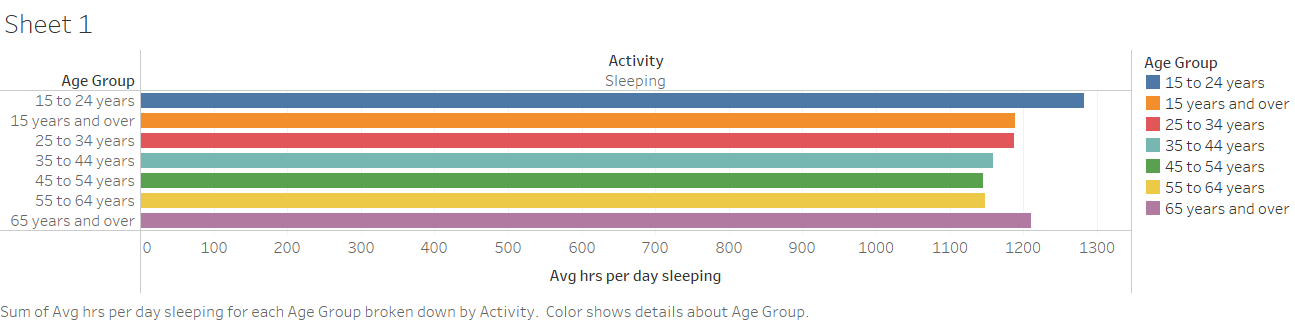 Sheet 1
Activity
Age Group
Sleeping
15 to 24 years
15 years and over
25 to 34 years
35 to 44 years
45 to 54 years
55 to 64 years
65 years and over
0 100 200 300 400 500 600 700 800 900 1000 1100 1200 1300
Avg hrs per day sleeping
Age Group
15 to 24 years
15 years and over
25 to 34 years
35 to 44 years
45 to 54 years
55 to 64 years
65 years and over
Sum of Avg hrs per day sleeping for each Age Group broken down by Activity. Color shows details about Age Group.